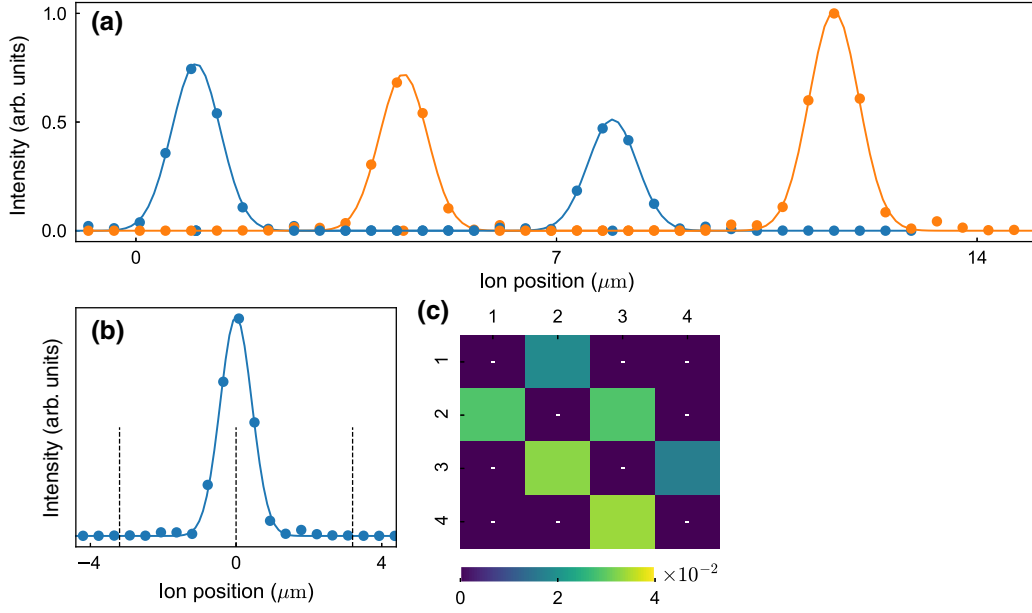 (a)
Intensity (arb. units)
1.0
0.5
0.0
0
7
14
Ion position (μm)
(b)
Intensity (arb. units)
−4
0
4
Ion position (μm)
(c)
1 2 3 4
1
2
3
4
0 2 4
×10⁻²